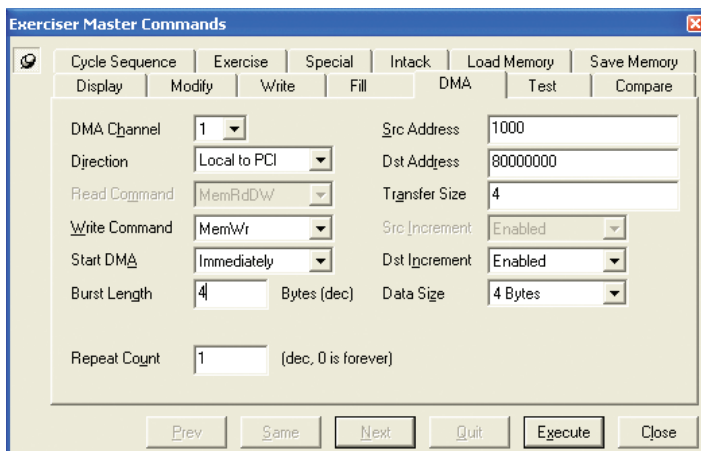 Exerciser Master Commands
Cycle Sequence Exercise Special Intack Load Memory Save Memory
Display Modify Write Fill DMA Test Compare
DMA Channel 1 Src Address 1000
Direction Local to PCI Dst Address 80000000
Read Command MemRdDW Transfer Size 4
Write Command MemWr Src Increment Enabled
Start DMA Immediately Dst Increment Enabled
Burst Length 4 Bytes (dec) Data Size 4 Bytes
Repeat Count 1 (dec, 0 is forever)
Prev Same Next Quit Execute Close